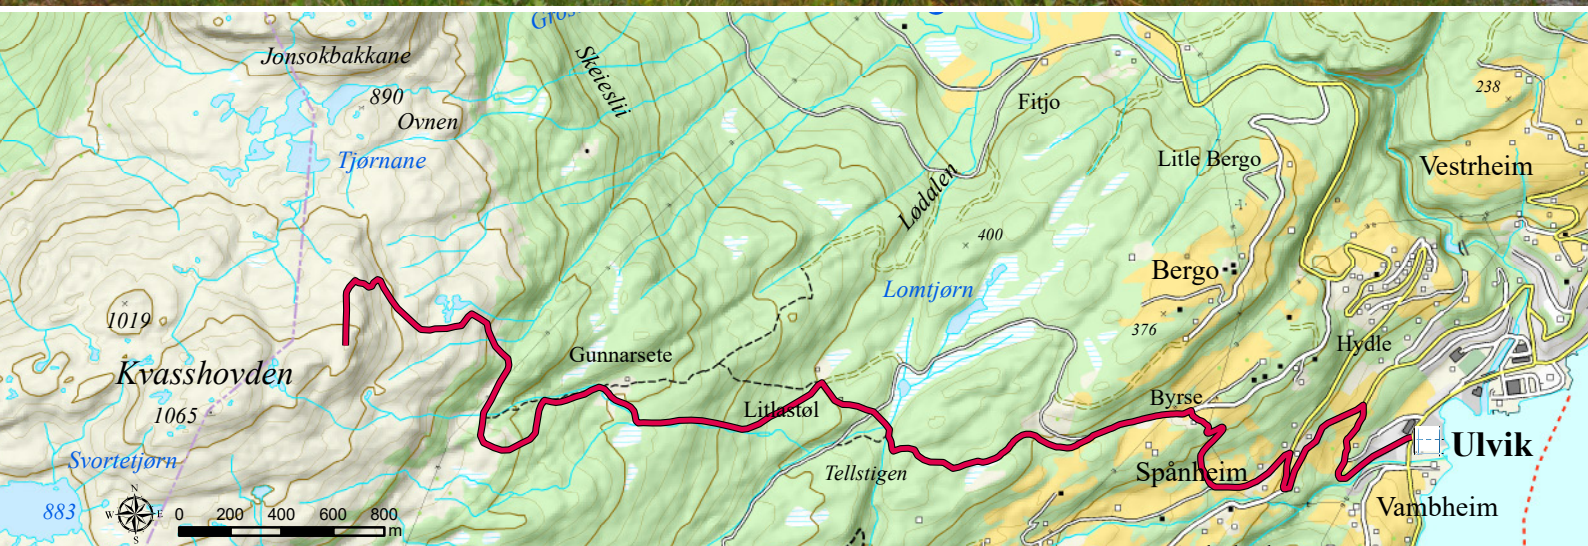 Jonsokbakkane
890
Ovnen
Tjørnane
Skeieslii
Fitjo
238
Litle Bergo
Vestrheim
Lødalen
400
Bergo
Lomtjørn
376
1019
Kvasshovden
1065
Gunnarsete
Hydle
Litlastøl
Byrse
Ulvik
Svortetjørn
Tellstigen
Spånheim
883
Vambheim
N
W E
S
0 200 400 600 800
m